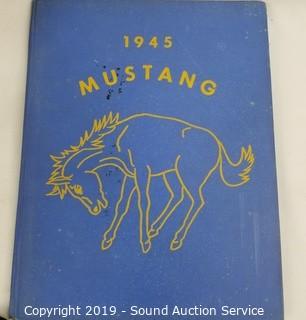 1945
MUSTANG
Copyright 2019 - Sound Auction Service